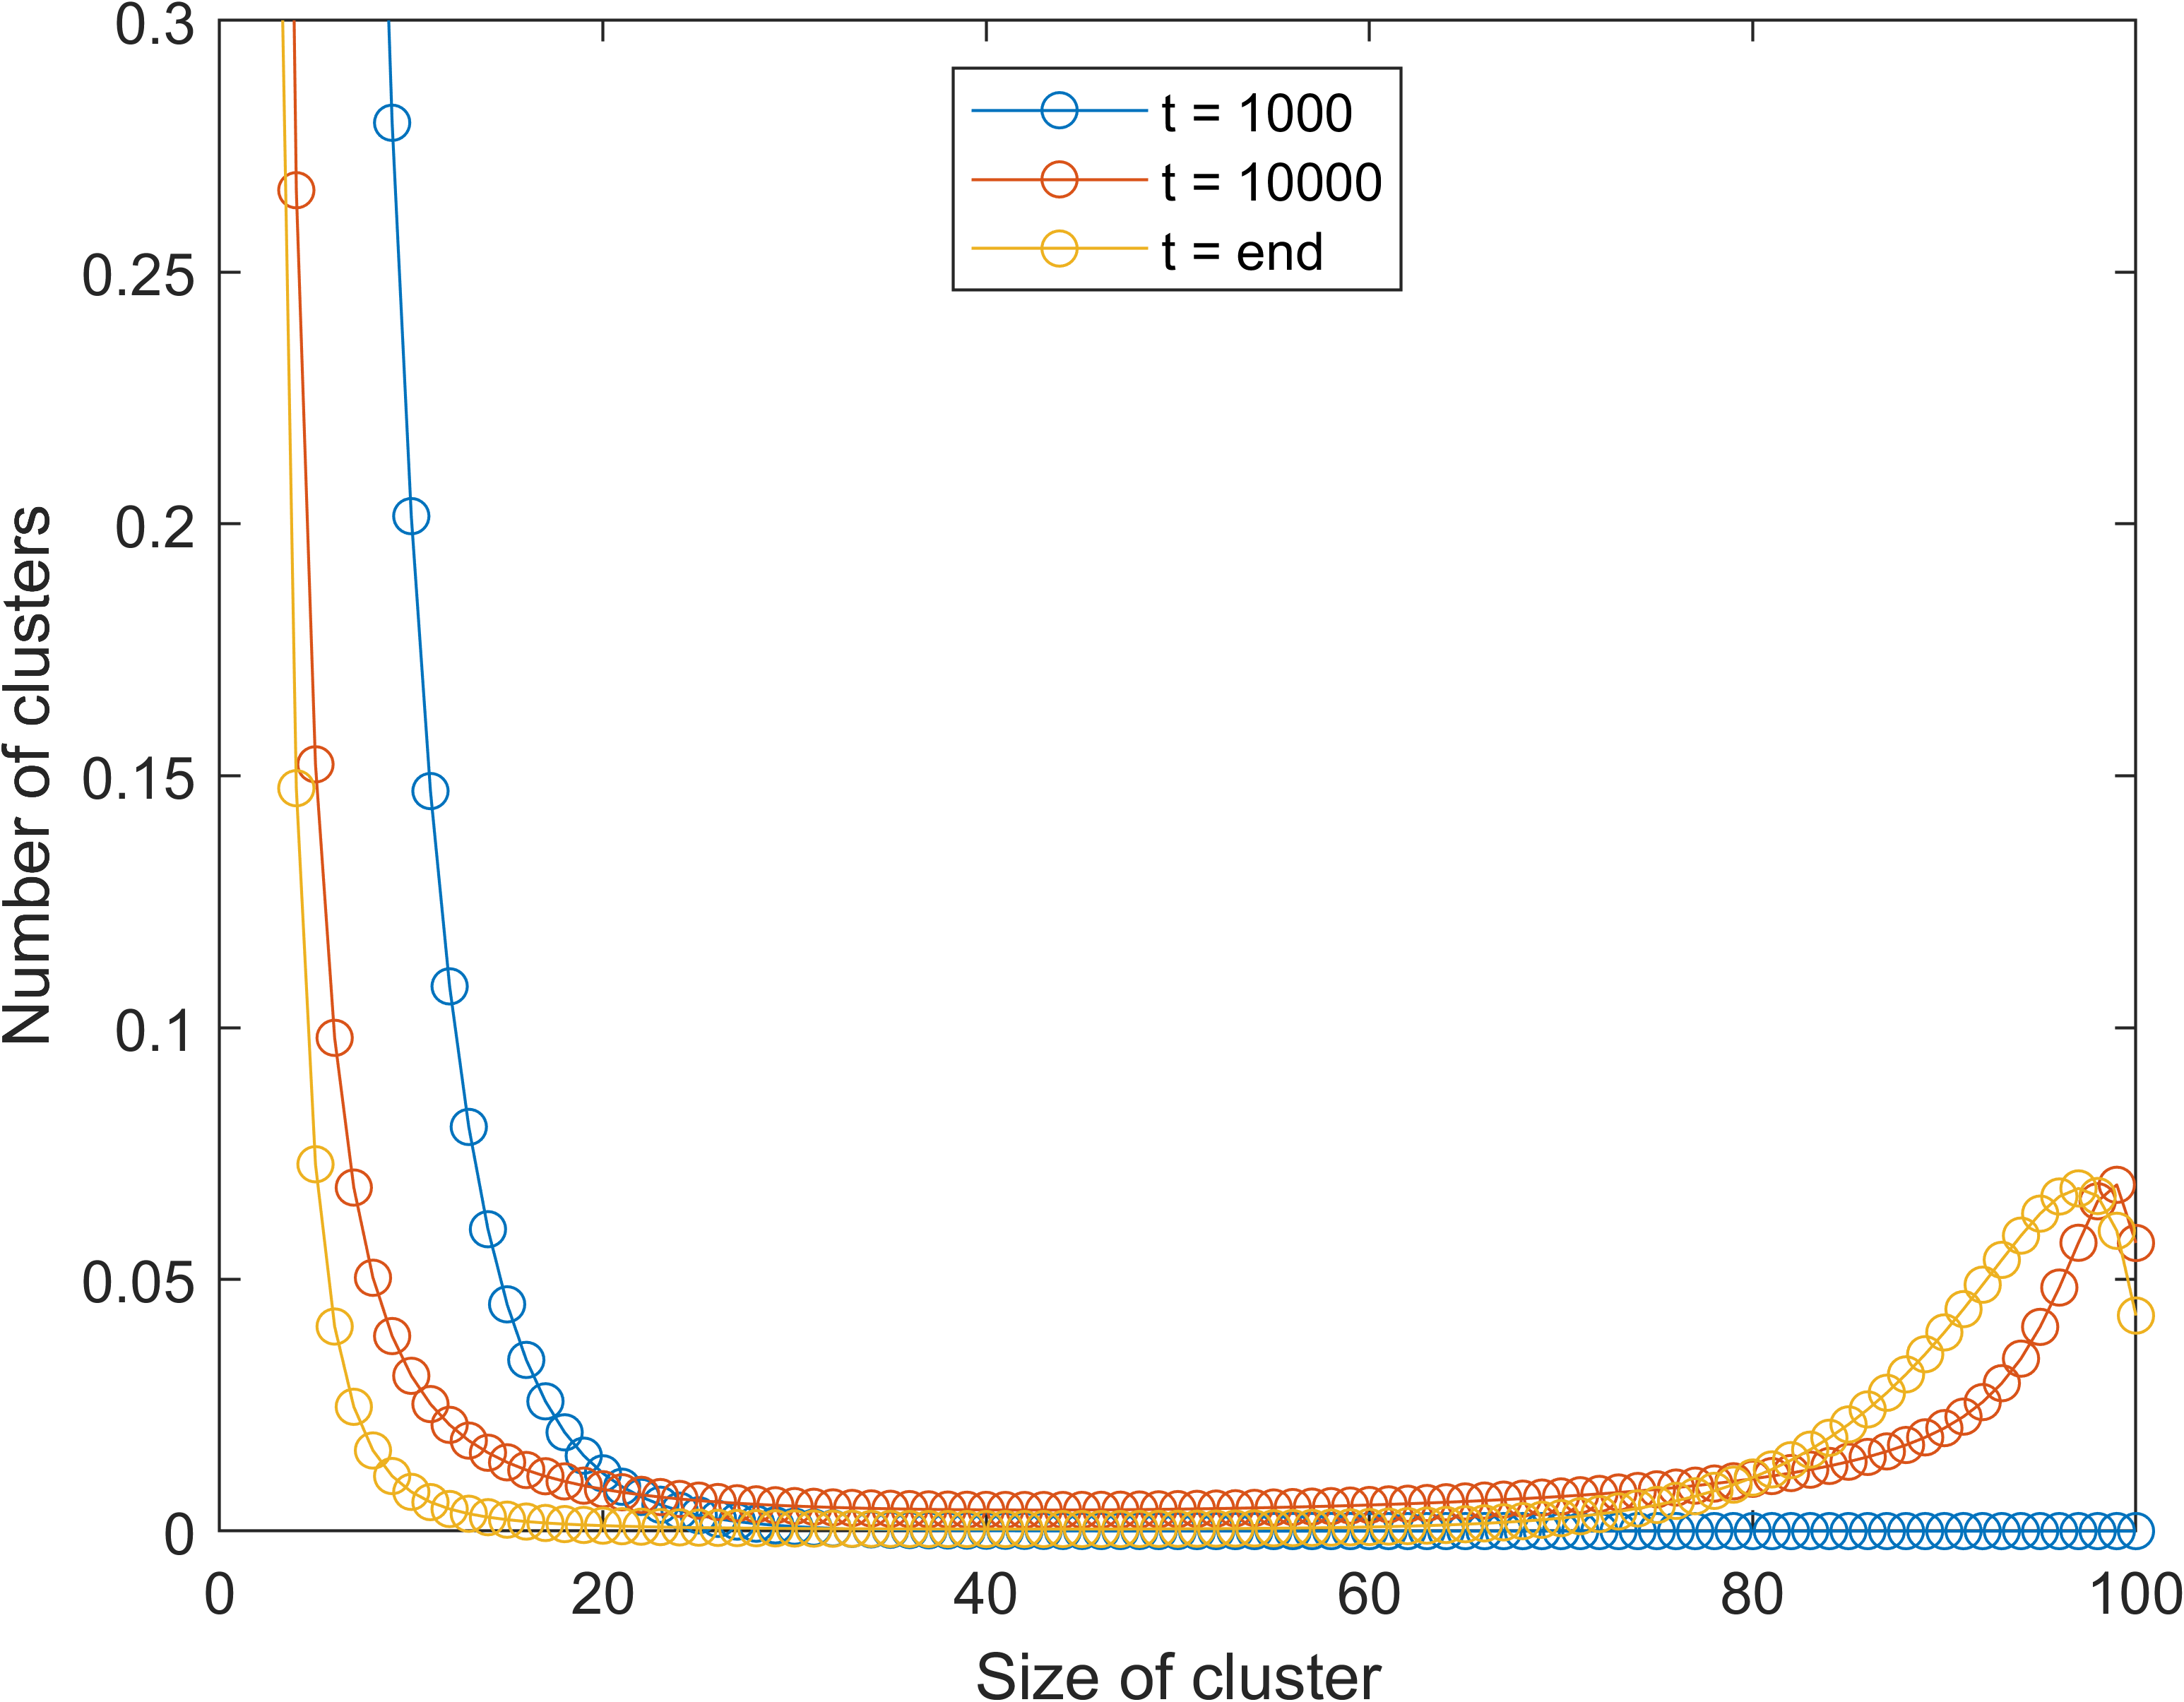 0.3
0.25
0.2
0.15
0.1
0.05
0
Number of clusters
t = 1000
t = 10000
t = end
0 20 40 60 80 100
Size of cluster